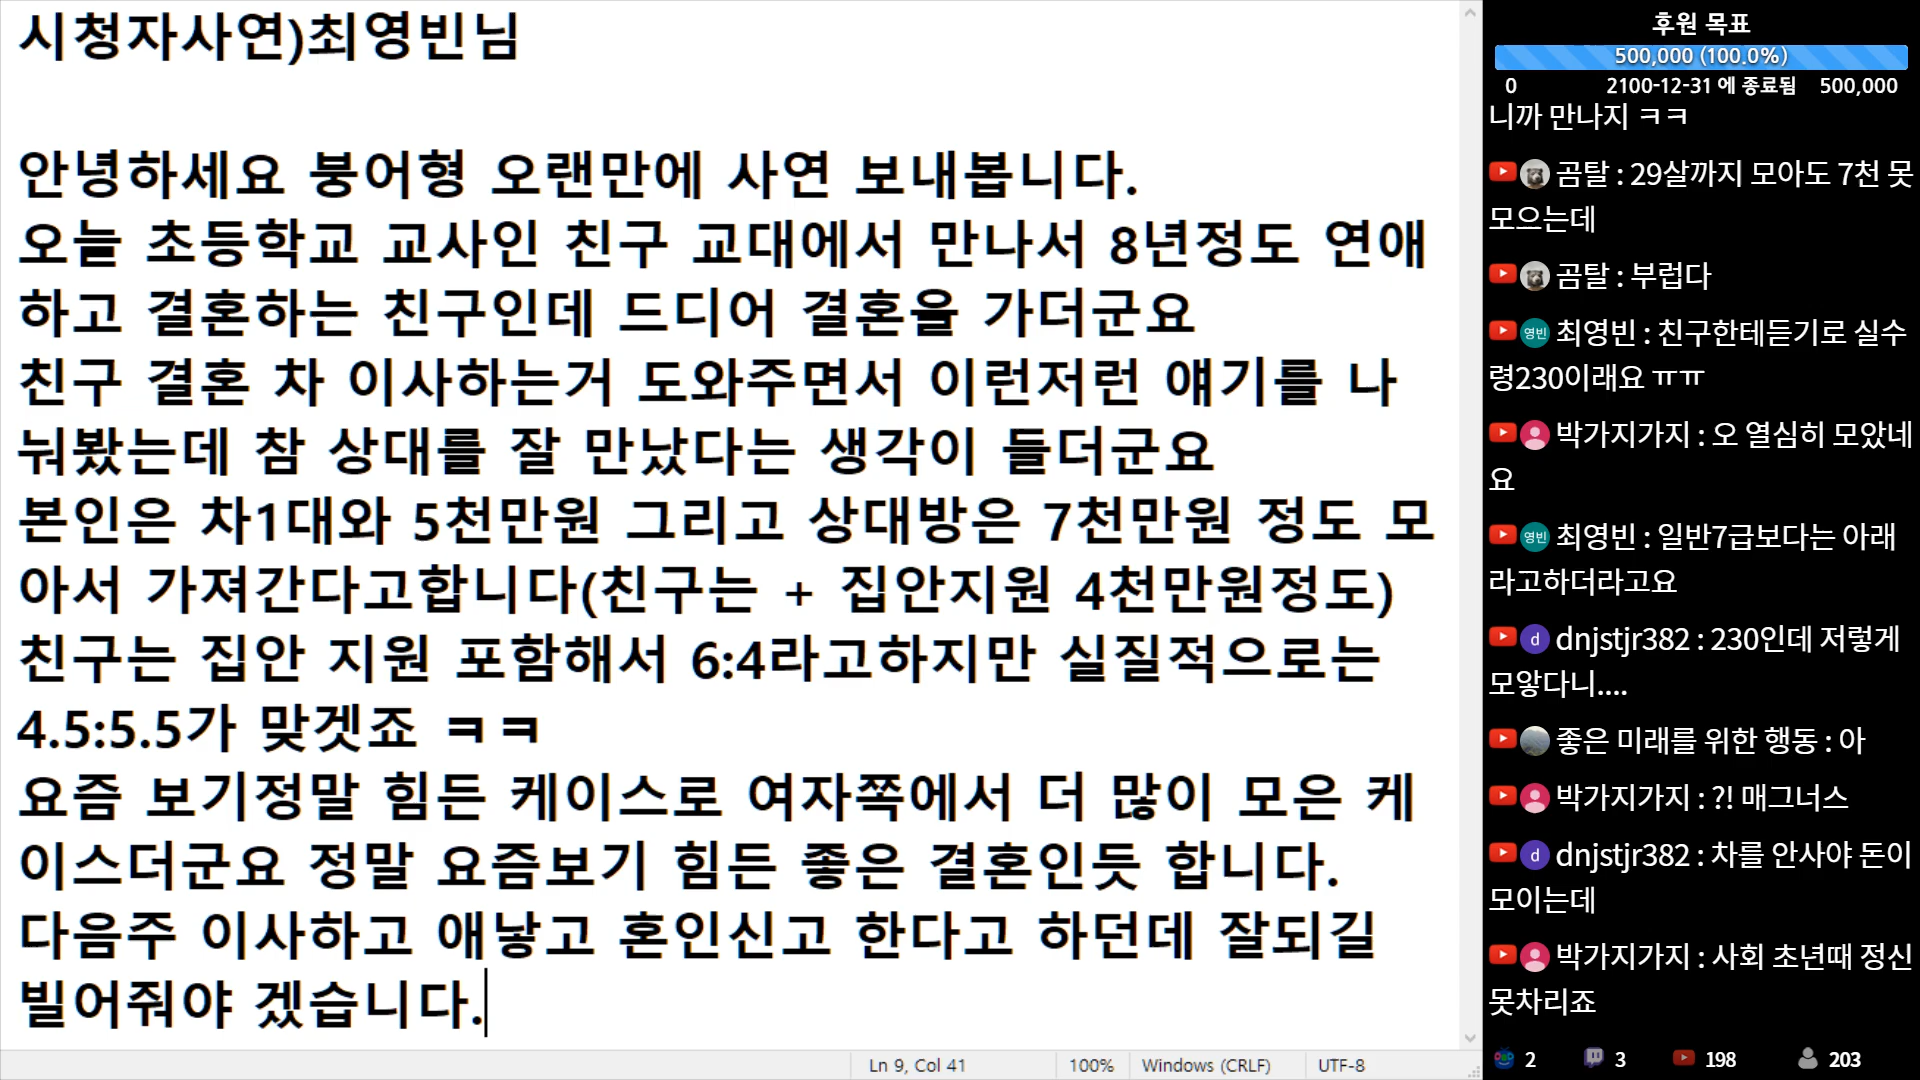 시청자사연)최영빈님
안녕하세요 붕어형 오랜만에 사연 보내봅니다.
오늘 초등학교 교사인 친구 교대에서 만나서 8년정도 연애
하고 결혼하는 친구인데 드디어 결혼을 가더군요
친구 결혼 차 이사하는거 도와주면서 이런저런 얘기를 나
눠봤는데 참 상대를 잘 만났다는 생각이 들더군요
본인은 차1대와 5천만원 그리고 상대방은 7천만원 정도 모
아서 가져간다고합니다(친구는 + 집안지원 4천만원정도)
친구는 집안 지원 포함해서 6:4라고하지만 실질적으로는
4.5:5.5가 맞겟죠 ㅋㅋ
요즘 보기정말 힘든 케이스로 여자쪽에서 더 많이 모은 케
이스더군요 정말 요즘보기 힘든 좋은 결혼인듯 합니다.
다음주 이사하고 애낳고 혼인신고 한다고 하던데 잘되길
빌어줘야 겠습니다.
Ln 9, Col 41
100%
Windows (CRLF)
UTF-8
후원 목표
500,000 (100.0%)
0 2100-12-31 에 종료됨 500,000
니까 만나지 ㅋㅋ
곰탈 : 29살까지 모아도 7천 못
모으는데
곰탈 : 부럽다
영빈 최영빈 : 친구한테듣기로 실수
령230이래요 ㅠㅠ
박가지가지 : 오 열심히 모았네
요
영빈 최영빈 : 일반7급보다는 아래
라고하더라고요
d dnjstjr382 : 230인데 저렇게
모앟다니....
좋은 미래를 위한 행동 : 아
박가지가지 : ?! 매그너스
d dnjstjr382 : 차를 안사야 돈이
모이는데
박가지가지 : 사회 초년때 정신
못차리죠
2 3 198 203